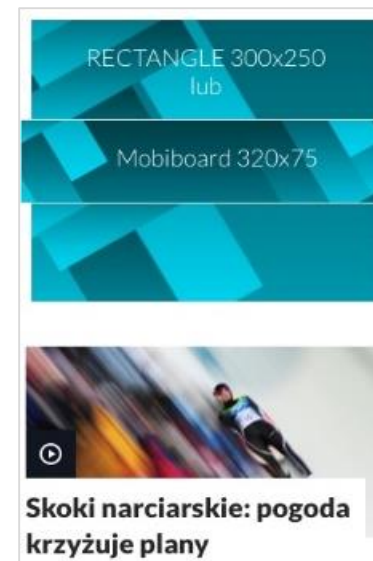 RECTANGLE 300x250
lub
Mobiboard 320x75
Skoki narciarskie: pogoda
krzyżuje plany